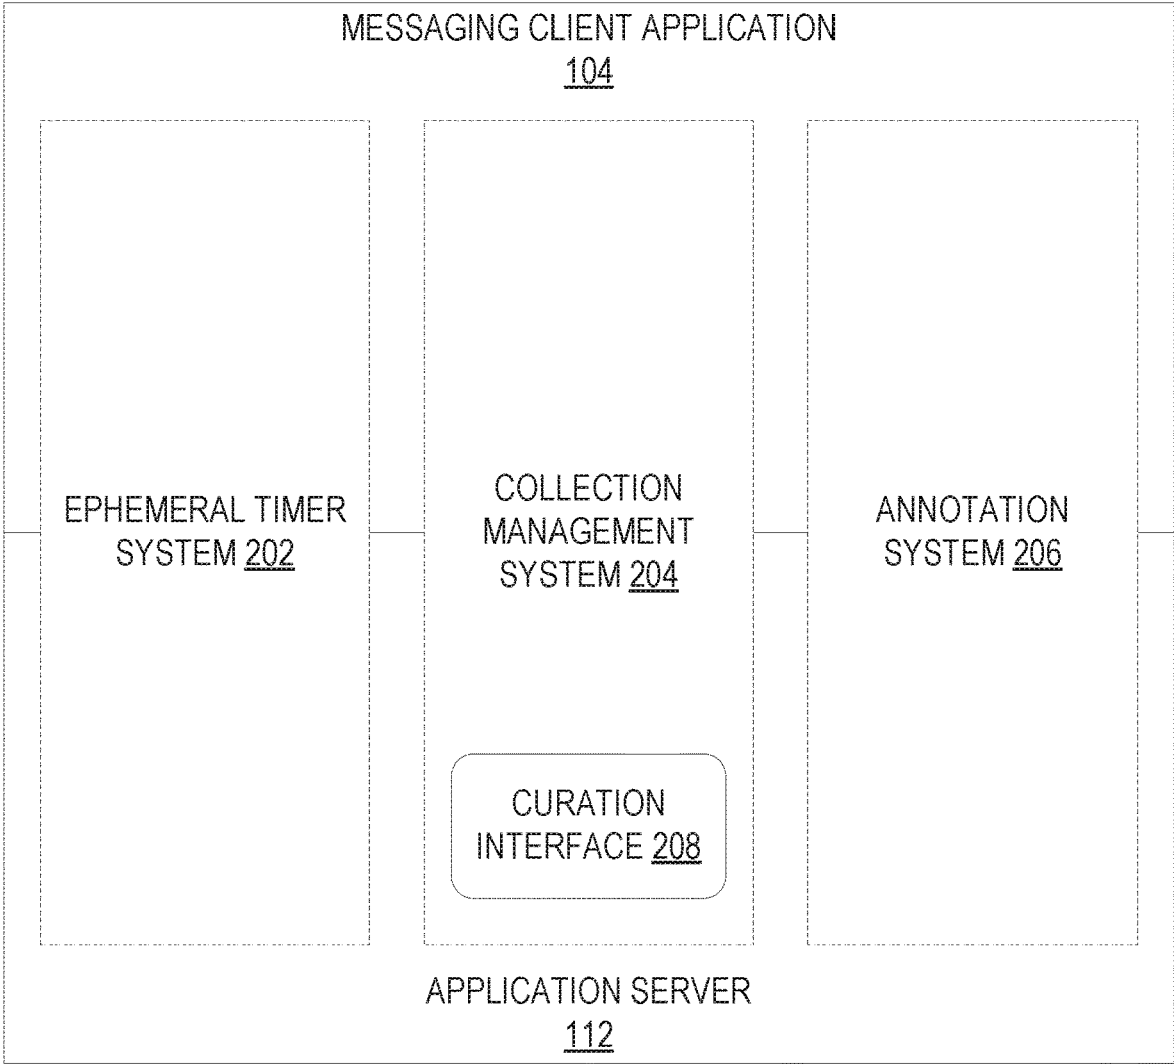 MESSAGING CLIENT APPLICATION
104
EPHEMERAL TIMER
SYSTEM 202
COLLECTION
MANAGEMENT
SYSTEM 204
ANNOTATION
SYSTEM 206
CURATION
INTERFACE 208
APPLICATION SERVER
112